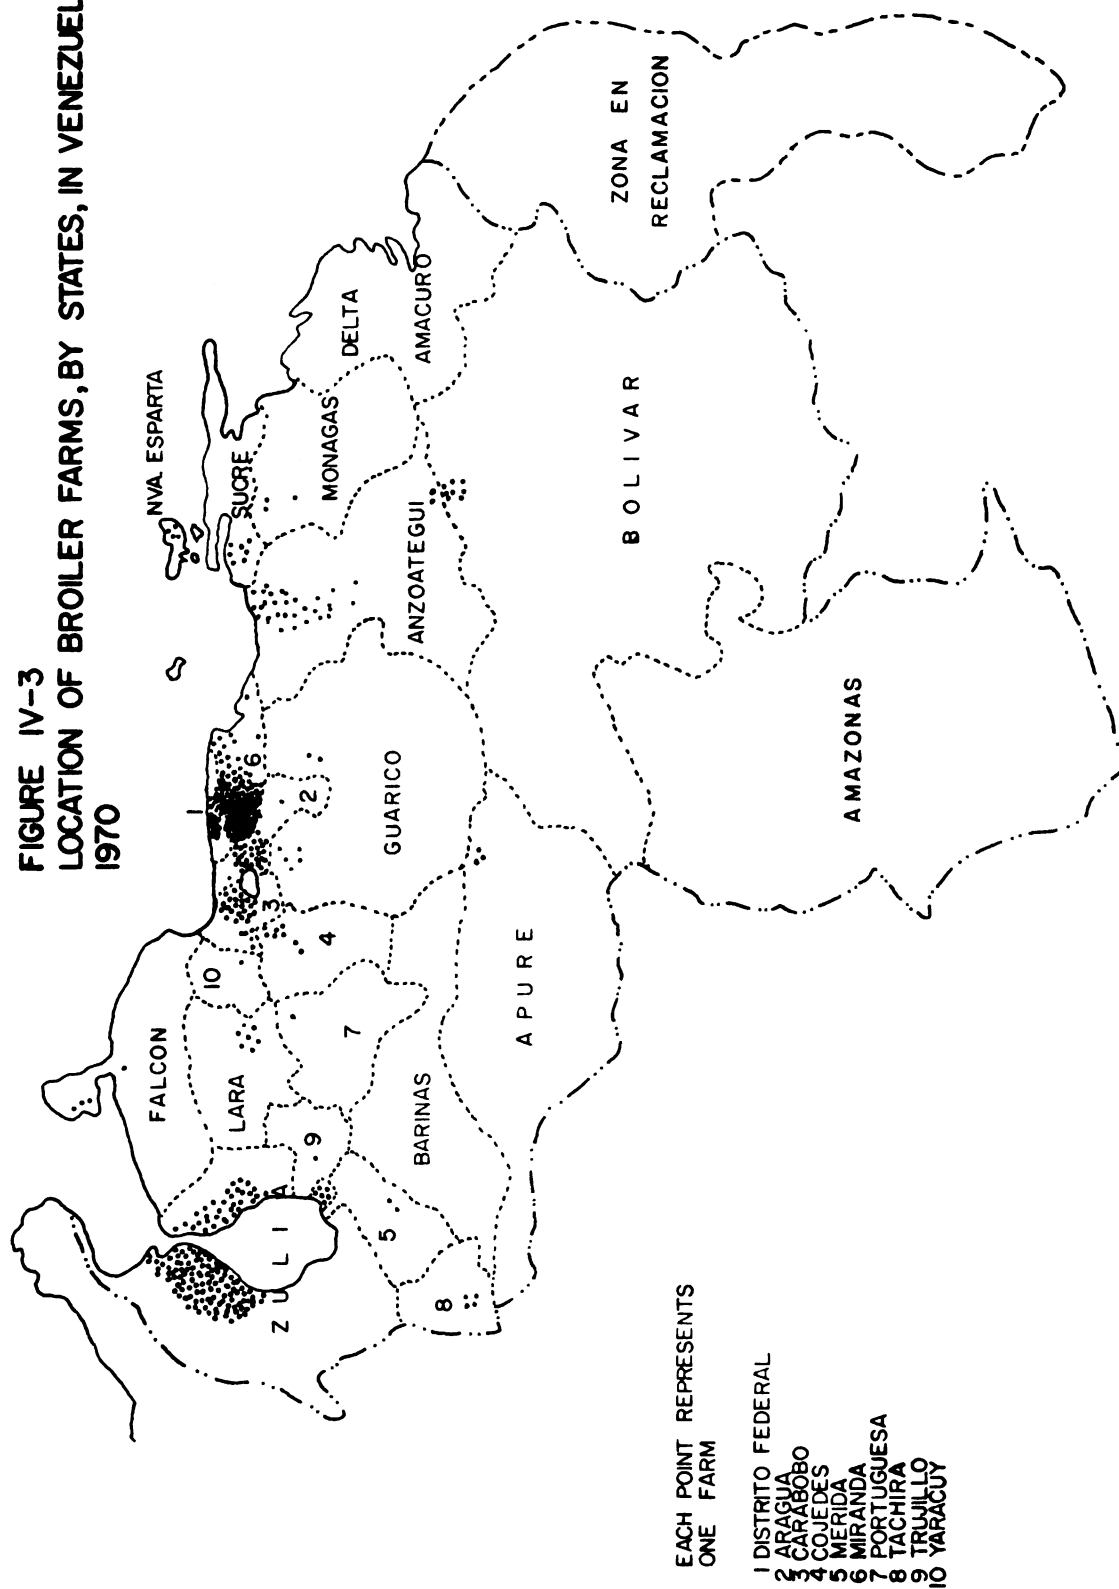 FIGURE IV-3
LOCATION OF BROILER FARMS, BY STATES, IN VENEZUEL
1970
NVA. ESPARTA
SUCRE
DELTA
AMACURO
MONAGAS
ANZOATEGUI
ZONA EN
RECLAMACION
BOLIVAR
1
6
2
GUARICO
AMAZONAS
3
4
10
FALCON
LARA
7
APURE
BARINAS
9
5
8
ZULIA
EACH POINT REPRESENTS
ONE FARM
1 DISTRITO FEDERAL
2 ARAGUA
3 CARABOBO
4 COJEDES
5 MERIDA
6 MIRANDA
7 PORTUGUESA
8 TACHIRA
9 TRUJILLO
10 YARACUY